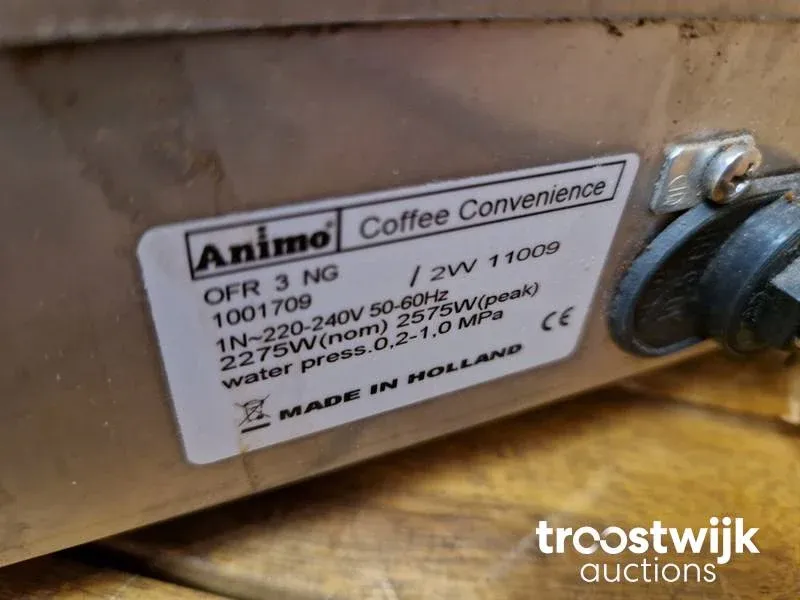 Animo® Coffee Convenience
OFR 3 NG
1001709 / 2W 11009
1N~220-240V 50-60Hz
2275W(nom) 2575W(peak)
water press.0,2-1,0 MPa
CE
MADE IN HOLLAND
troostwijk
auctions